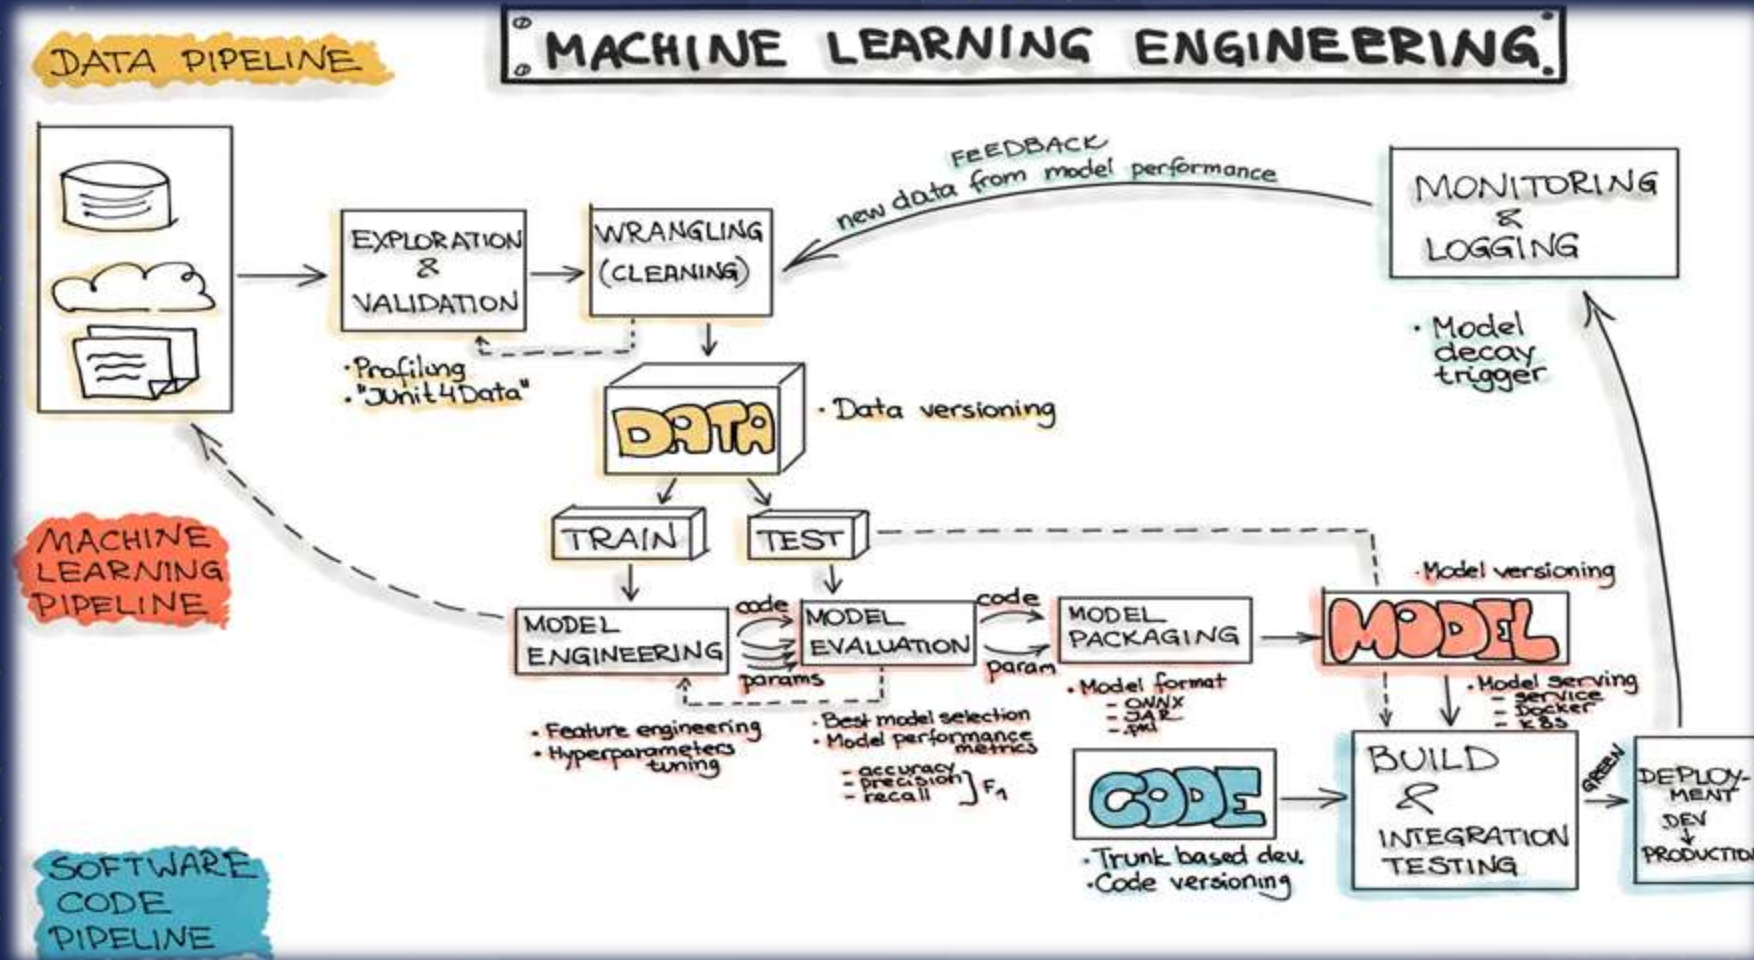 MACHINE LEARNING ENGINEERING
DATA PIPELINE
EXPLORATION
&
VALIDATION
• Profiling
• "JUnit4Data"
WRANGLING
(CLEANING)
FEEDBACK
new data from model performance
MONITORING
&
LOGGING
• Model
decay
trigger
DATA
• Data versioning
TRAIN
TEST
MACHINE
LEARNING
PIPELINE
MODEL
ENGINEERING
• Feature engineering
• Hyperparameters
tuning
code
params
MODEL
EVALUATION
• Best model selection
• Model performance
metrics
- accuracy
- precision
- recall
F1
code
param
MODEL
PACKAGING
• Model format
- ONNX
- JAR
- .pkl
• Model versioning
MODEL
• Model serving
- service
- Docker
- K8s
SOFTWARE
CODE
PIPELINE
CODE
• Trunk based dev.
• Code versioning
BUILD
&
INTEGRATION
TESTING
GREEN
DEPLOY-
MENT
DEV
PRODUCTIO